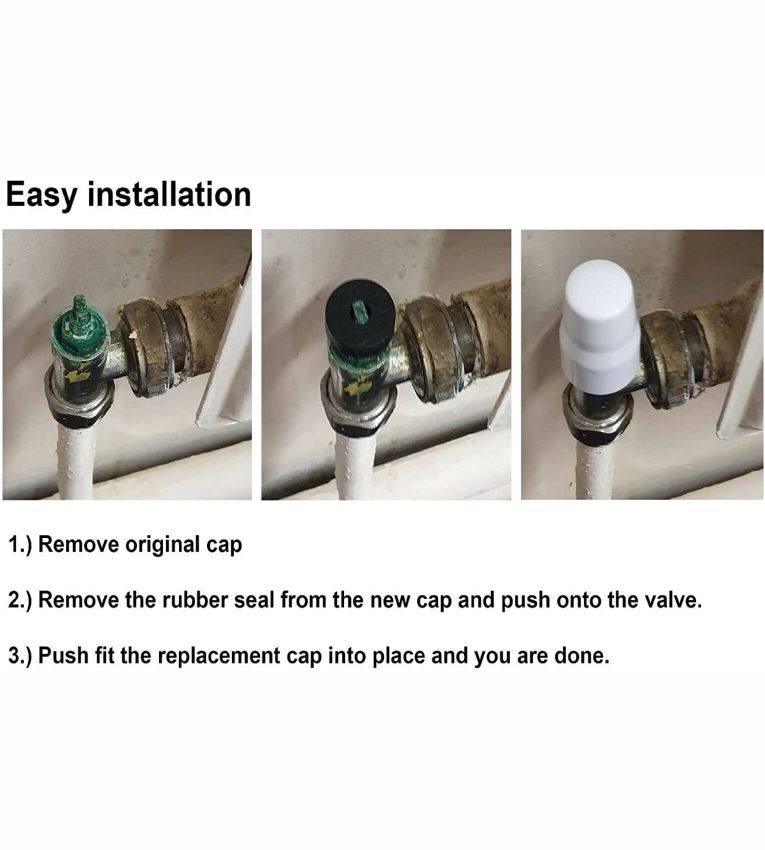 Easy installation
1.) Remove original cap
2.) Remove the rubber seal from the new cap and push onto the valve.
3.) Push fit the replacement cap into place and you are done.